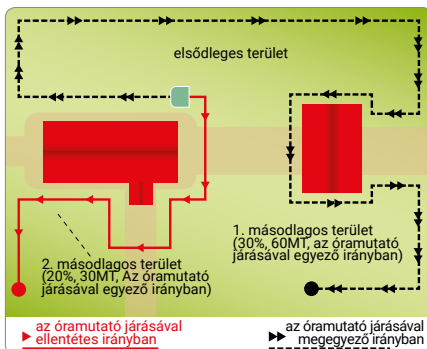 elsődleges terület
1. másodlagos terület
(30%, 60MT, az óramutató
járásával egyező irányban)
2. másodlagos terület
(20%, 30MT, Az óramutató
járásával egyező irányban)
az óramutató járásával
ellentétes irányban
az óramutató járásával
megegyező irányban